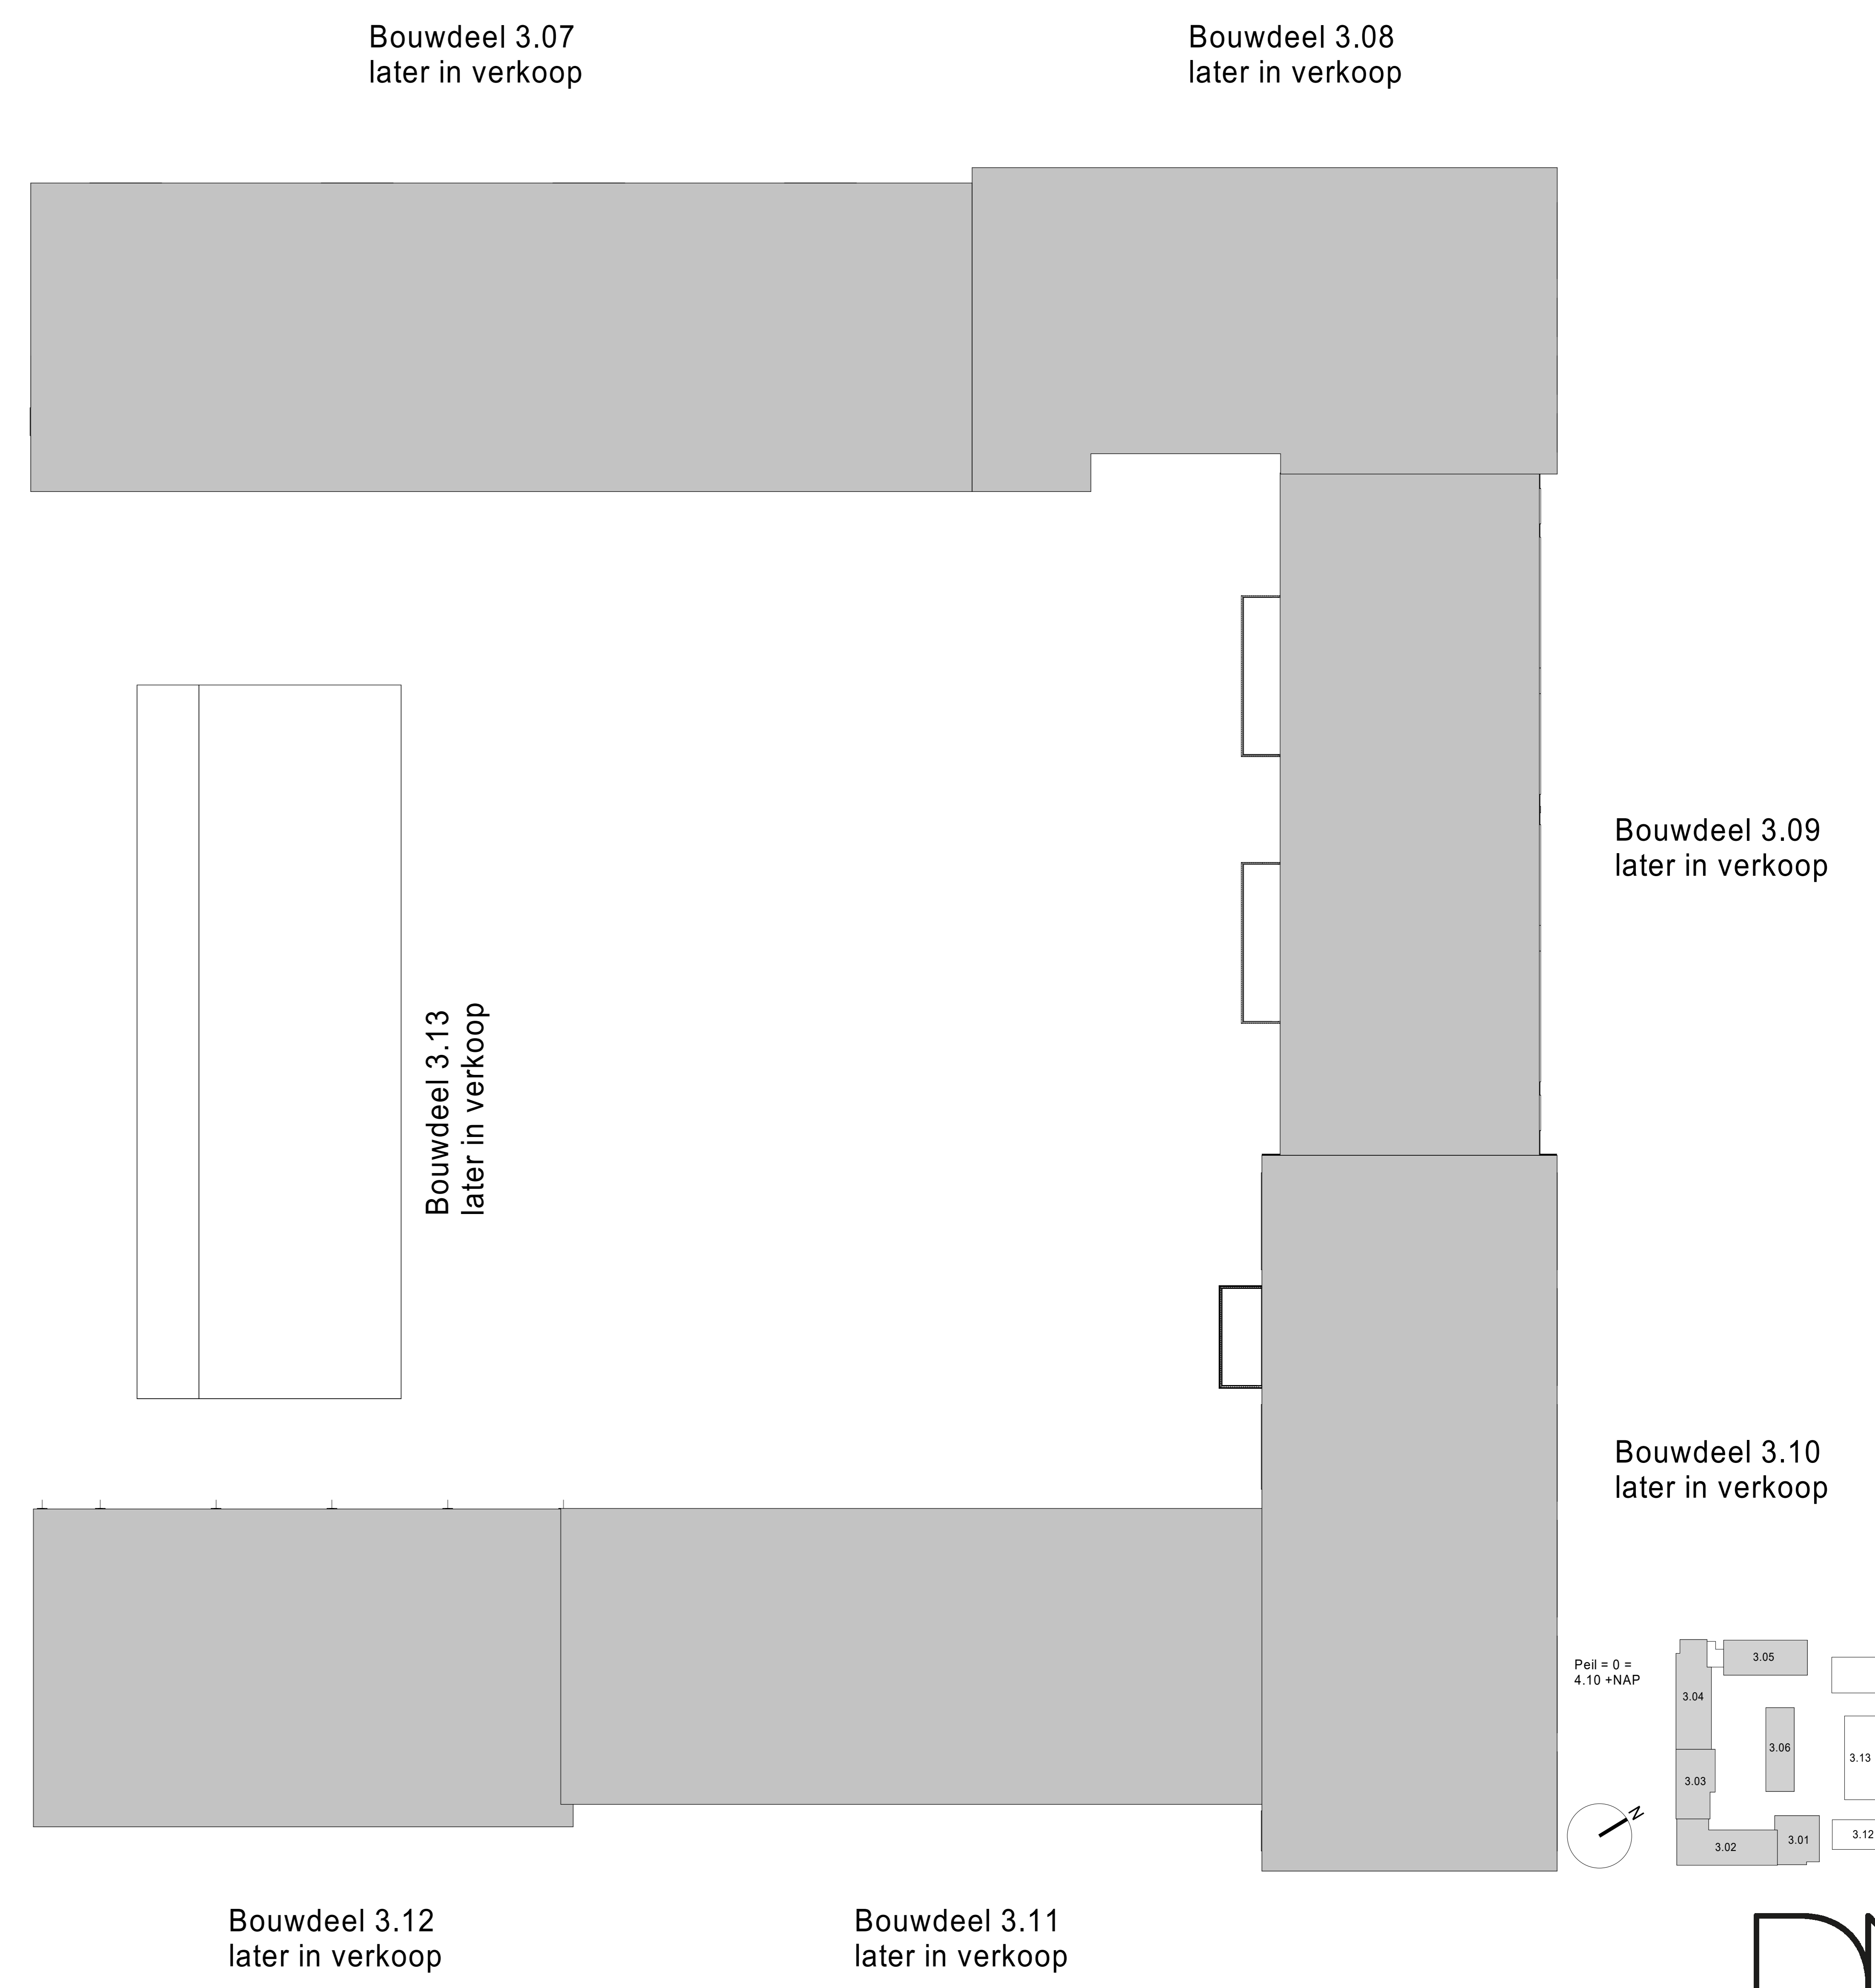 Bouwdeel 3.07
later in verkoop
Bouwdeel 3.08
later in verkoop
Bouwdeel 3.09
later in verkoop
Bouwdeel 3.13
later in verkoop
Bouwdeel 3.10
later in verkoop
Peil = 0 =
4.10 +NAP
3.05
3.04
3.06
3.13
3.03
3.12
3.01
3.02
N
Bouwdeel 3.12
later in verkoop
Bouwdeel 3.11
later in verkoop